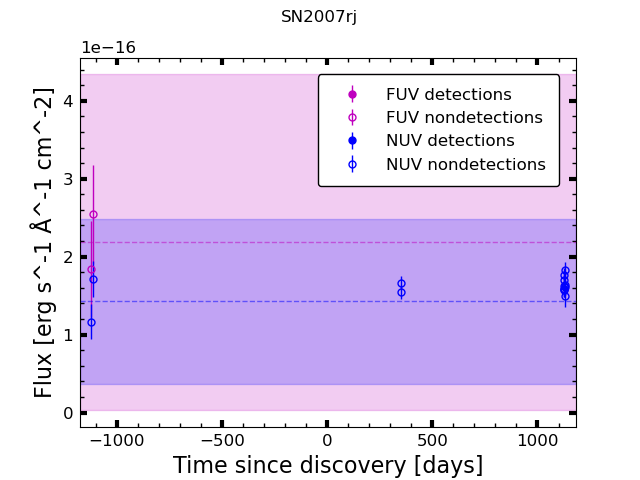 SN2007rj
1e−16
FUV detections
FUV nondetections
NUV detections
NUV nondetections
4
3
2
1
0
Flux [erg s^-1 Å^-1 cm^-2]
−1000
−500
0
500
1000
Time since discovery [days]